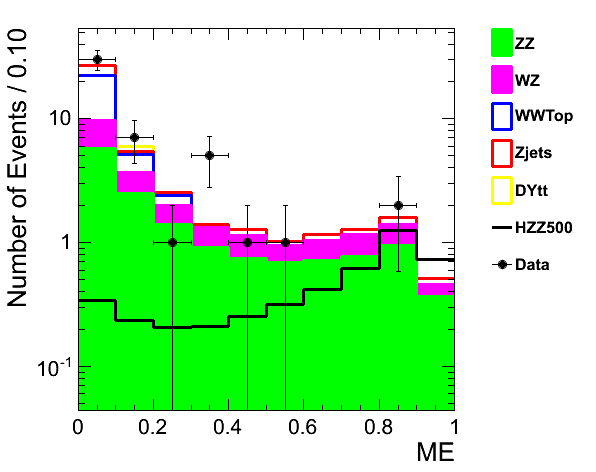 Number of Events / 0.10
10
1
10^-1
0
0.2
0.4
0.6
0.8
1
ME
ZZ
WZ
WWTop
Zjets
DYtt
HZZ500
Data